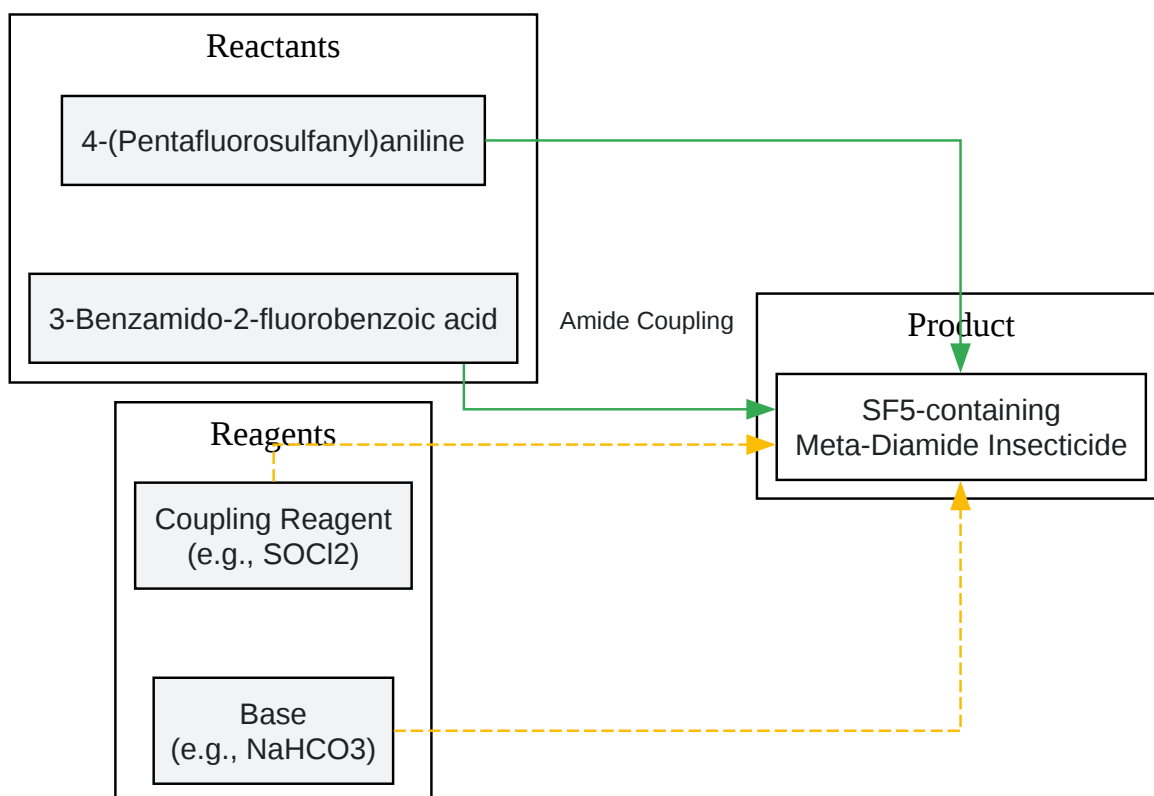 Reactants
4-(Pentafluorosulfanyl)aniline
3-Benzamido-2-fluorobenzoic acid
Amide Coupling
Product
SF5-containing
Meta-Diamide Insecticide
Reagents
Coupling Reagent
(e.g., SOCl2)
Base
(e.g., NaHCO3)